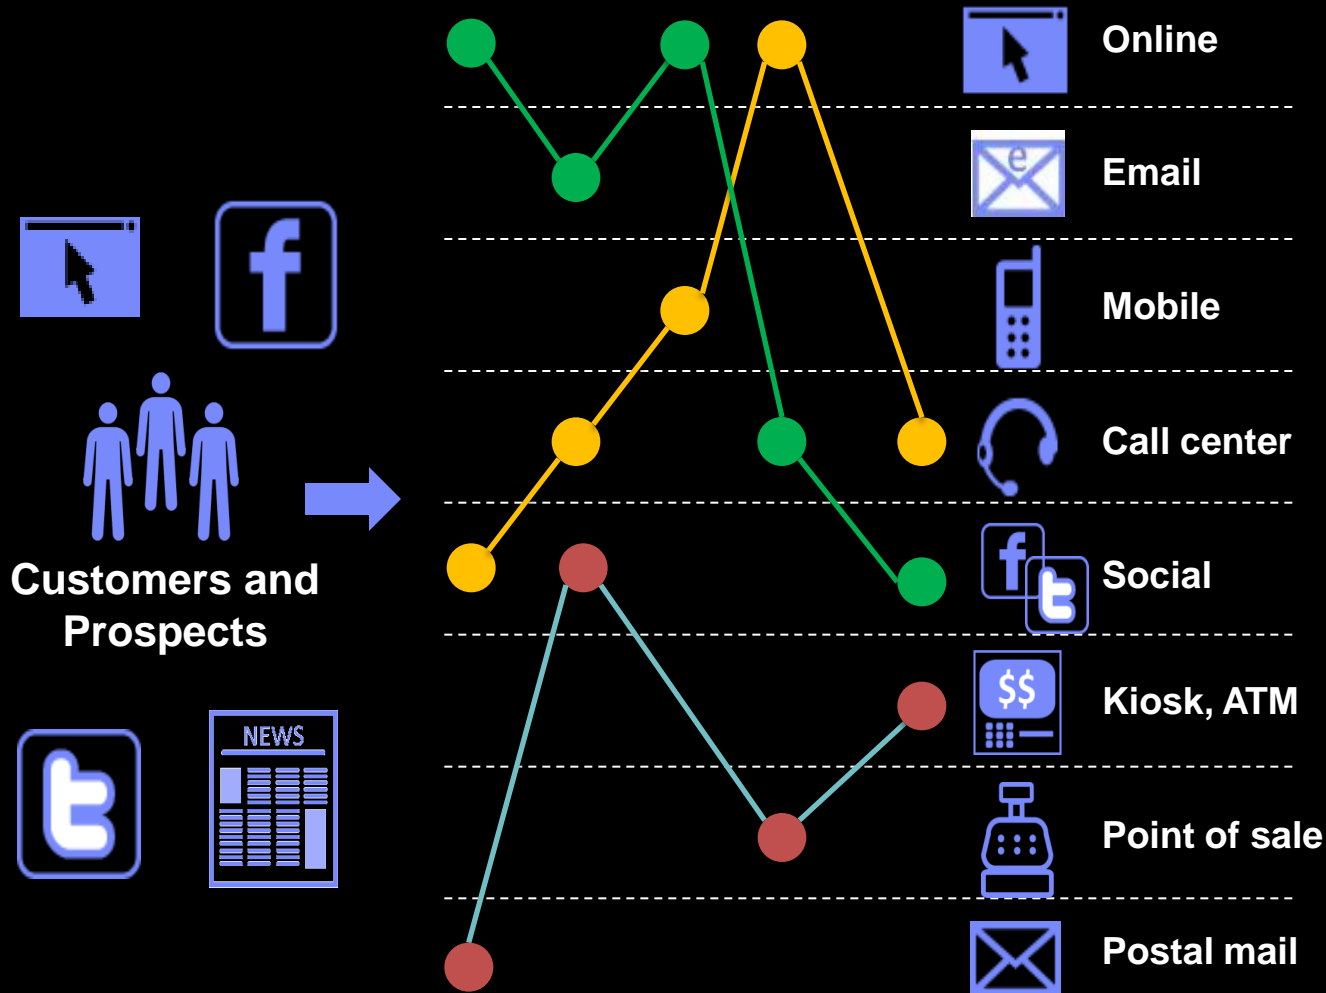 Online
Email
Mobile
Call center
Social
Kiosk, ATM
Point of sale
Postal mail
Customers and
Prospects
NEWS
$$
e
f
t
f
t